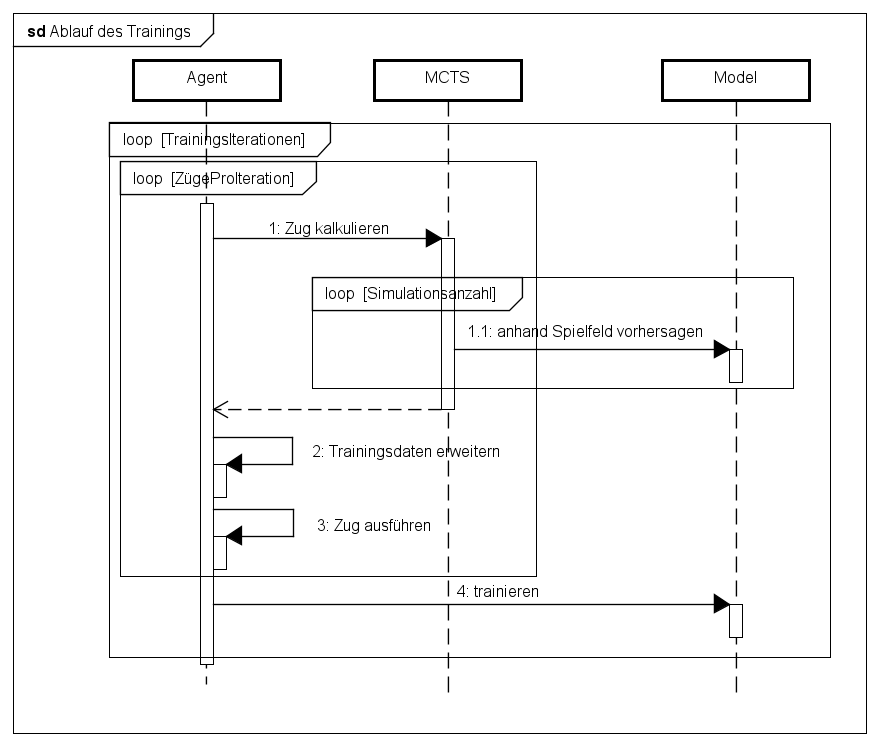 sd Ablauf des Trainings
Agent
MCTS
Model
loop [TrainingsIterationen]
loop [ZügeProIteration]
1: Zug kalkulieren
loop [Simulationsanzahl]
1.1: anhand Spielfeld vorhersagen
2: Trainingsdaten erweitern
3: Zug ausführen
4: trainieren